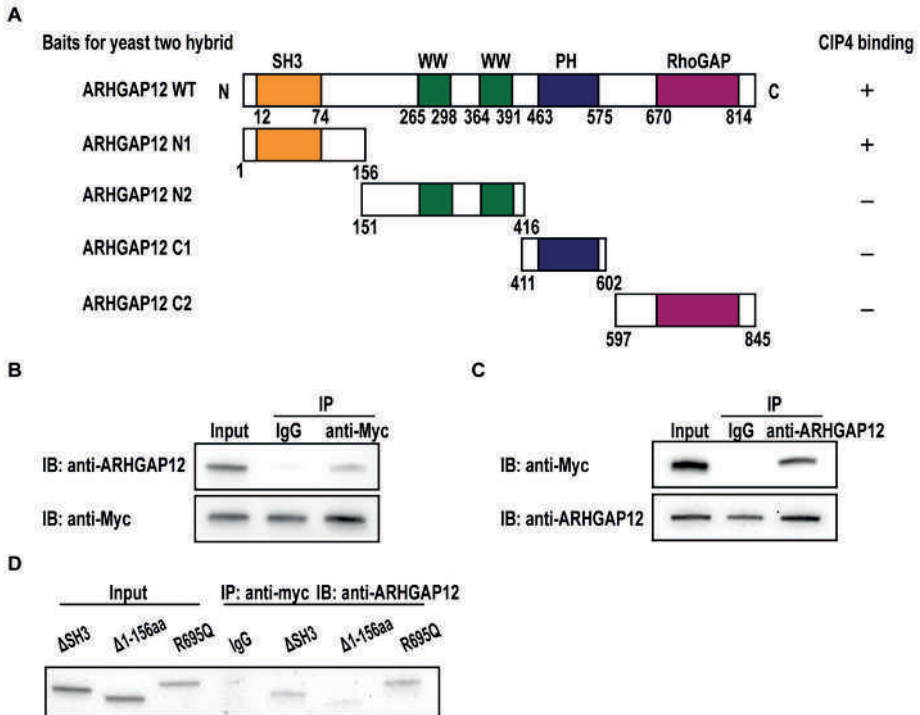 A
Baits for yeast two hybrid
CIP4 binding
SH3 WW WW PH RhoGAP
ARHGAP12 WT N C +
12 74 265 298 364 391 463 575 670 814
ARHGAP12 N1 +
1 156
ARHGAP12 N2 –
151 416
ARHGAP12 C1 –
411 602
ARHGAP12 C2 –
597 845
B
IP
Input IgG anti-Myc
IB: anti-ARHGAP12
IB: anti-Myc
C
IP
Input IgG anti-ARHGAP12
IB: anti-Myc
IB: anti-ARHGAP12
D
Input IP: anti-myc IB: anti-ARHGAP12
ΔSH3 Δ1-156aa R695Q IgG ΔSH3 Δ1-156aa R695Q